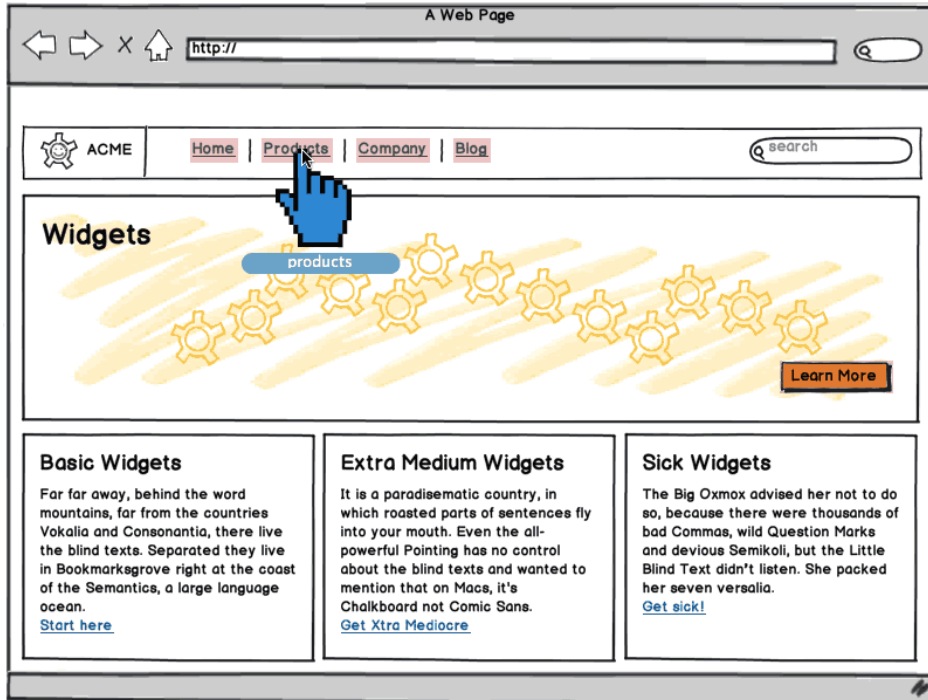 A Web Page
http://
ACME
Home | Products | Company | Blog
search
Widgets
products
Learn More
Basic Widgets
Far far away, behind the word
mountains, far from the countries
Vokalia and Consonantia, there live
the blind texts. Separated they live
in Bookmarksgrove right at the coast
of the Semantics, a large language
ocean.
Start here
Extra Medium Widgets
It is a paradisematic country, in
which roasted parts of sentences fly
into your mouth. Even the all-
powerful Pointing has no control
about the blind texts and wanted to
mention that on Macs, it's
Chalkboard not Comic Sans.
Get Xtra Mediocre
Sick Widgets
The Big Oxmox advised her not to do
so, because there were thousands of
bad Commas, wild Question Marks
and devious Semikoli, but the Little
Blind Text didn't listen. She packed
her seven versalia.
Get sick!